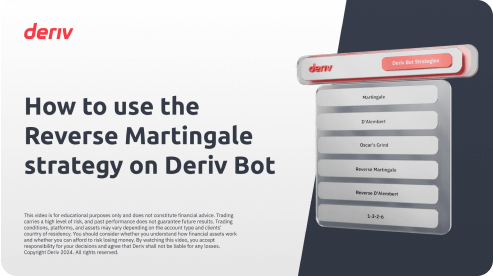 deriv
How to use the
Reverse Martingale
strategy on Deriv Bot
This video is for educational purposes only and does not constitute financial advice. Trading
carries a high level of risk, and past performance does not guarantee future results. Trading
conditions, platforms, and assets may vary depending on the account type and clients'
country of residency. You should consider whether you understand how financial assets work
and whether you can afford to risk losing money. By watching this video, you accept
responsibility for your decisions and agree that Deriv shall not be liable for any losses.
Copyright Deriv 2024. All rights reserved.
deriv
Deriv Bot Strategies
Martingale
D'Alembert
Oscar's Grind
Reverse Martingale
Reverse D'Alembert
1-3-2-6